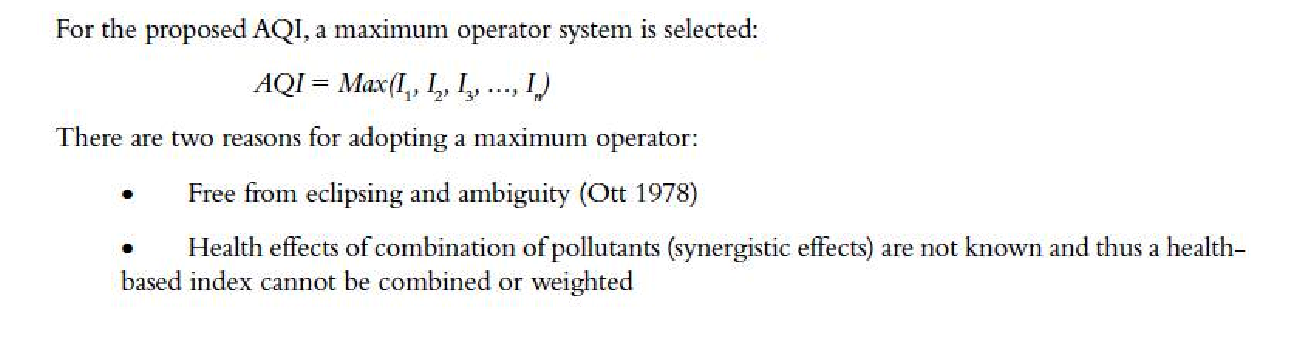 For the proposed AQI, a maximum operator system is selected:
AQI = Max(I₁, I₂, I₃, ..., Iₙ)
There are two reasons for adopting a maximum operator:
• Free from eclipsing and ambiguity (Ott 1978)
• Health effects of combination of pollutants (synergistic effects) are not known and thus a health-
based index cannot be combined or weighted